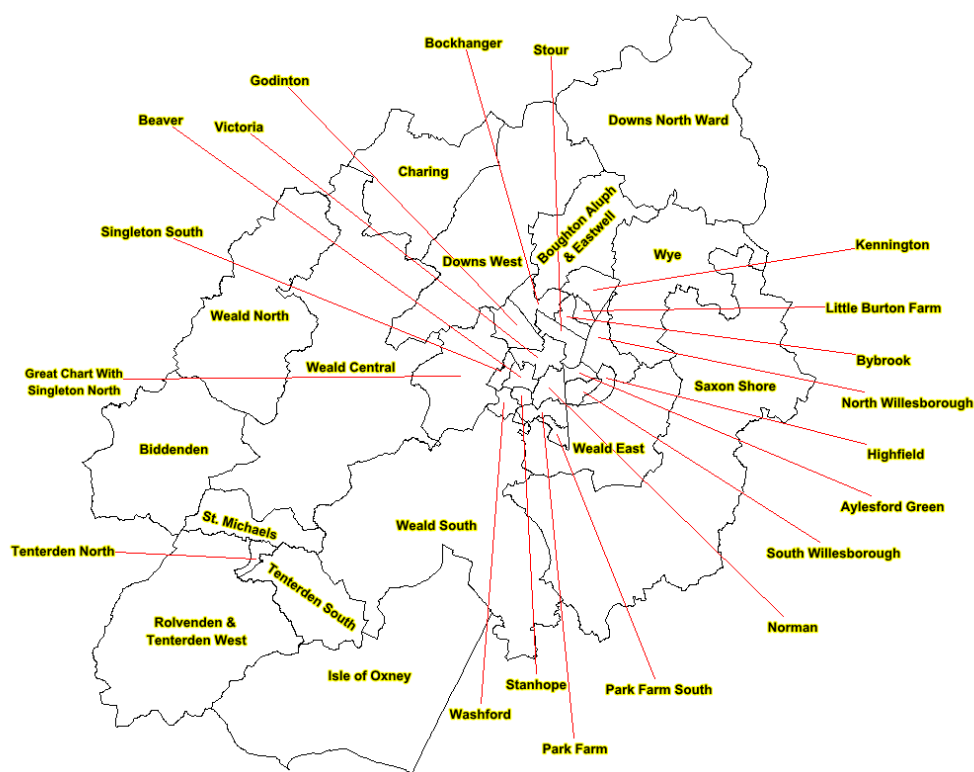 Bockhanger
Stour
Godinton
Downs North Ward
Beaver
Victoria
Charing
Singleton South
Boughton Aluph
& Eastwell
Kennington
Downs West
Wye
Weald North
Little Burton Farm
Bybrook
Great Chart With
Singleton North
Weald Central
Saxon Shore
North Willesborough
Biddenden
Weald East
Highfield
Aylesford Green
St. Michaels
Weald South
Tenterden North
South Willesborough
Tenterden South
Rolvenden &
Tenterden West
Norman
Isle of Oxney
Stanhope
Park Farm South
Washford
Park Farm